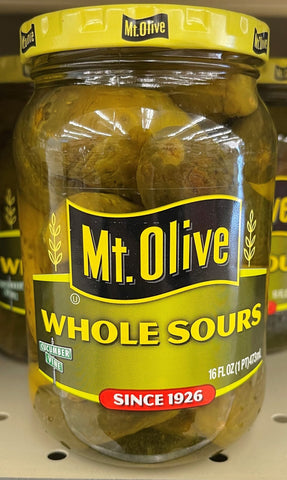 Mt. Olive
Mt. Olive
WHOLE SOURS
CUCUMBER
VINE
16 FL OZ (1 PT) 473mL
SINCE 1926